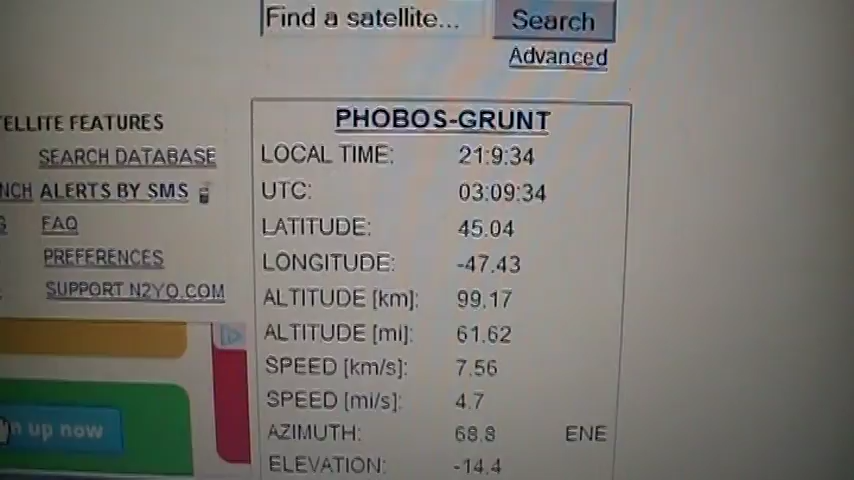 Find a satellite...
Search
Advanced
ELLITE FEATURES
SEARCH DATABASE
NCH ALERTS BY SMS
FAQ
PREFERENCES
SUPPORT N2YO.COM
up now
PHOBOS-GRUNT
LOCAL TIME: 21:9:34
UTC: 03:09:34
LATITUDE: 45.04
LONGITUDE: -47.43
ALTITUDE [km]: 99.17
ALTITUDE [mi]: 61.62
SPEED [km/s]: 7.56
SPEED [mi/s]: 4.7
AZIMUTH: 68.8 ENE
ELEVATION: -14.4